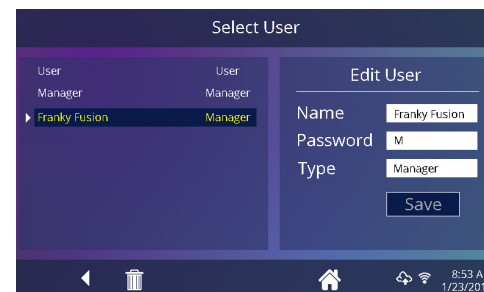 Select User
User User
Manager Manager
Franky Fusion Manager
Edit User
Name Franky Fusion
Password M
Type Manager
Save
8:53 A
1/23/201